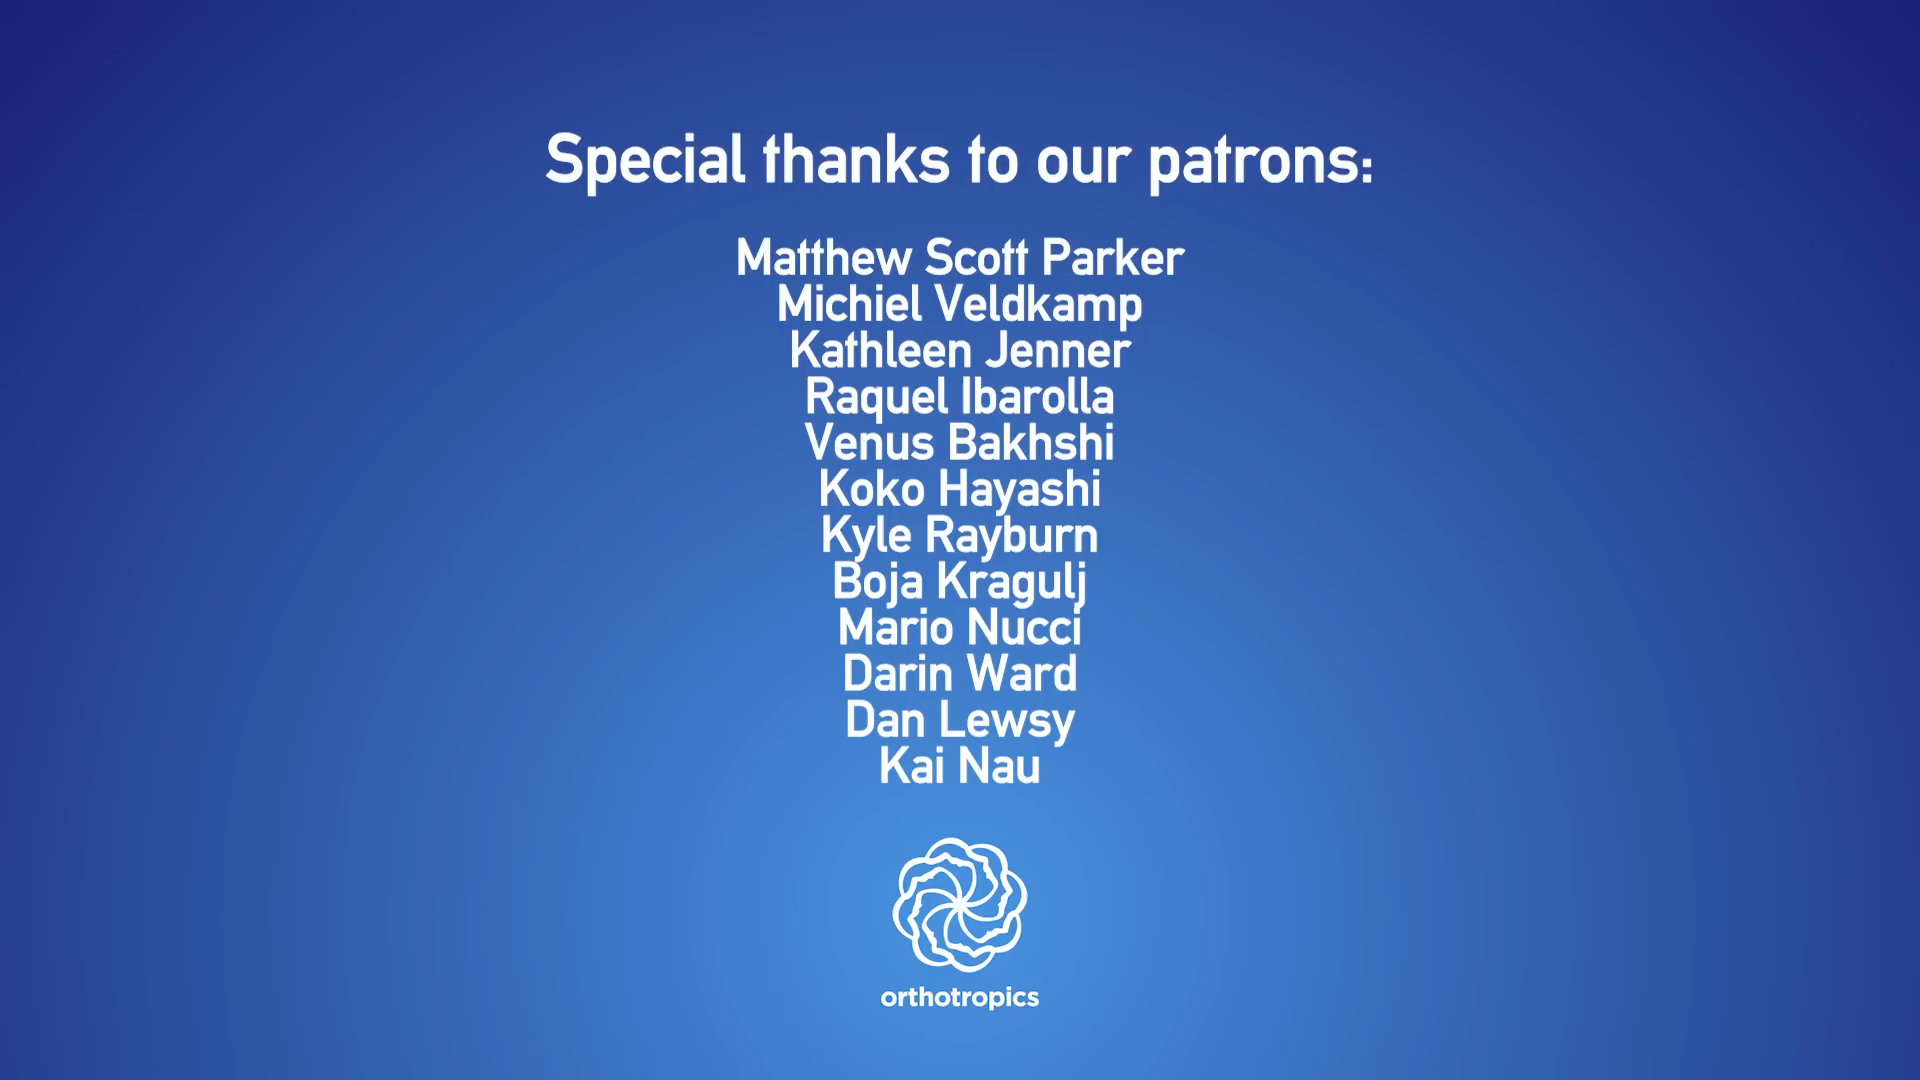 Special thanks to our patrons:
Matthew Scott Parker
Michiel Veldkamp
Kathleen Jenner
Raquel Ibarolla
Venus Bakhshi
Koko Hayashi
Kyle Rayburn
Boja Kragulj
Mario Nucci
Darin Ward
Dan Lewsy
Kai Nau
orthotropics